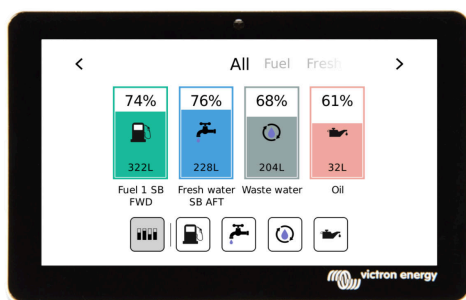 < All Fuel Fresh >
74% 76% 68% 61%
322L 228L 204L 32L
Fuel 1 SB Fresh water Waste water Oil
FWD SB AFT
victron energy